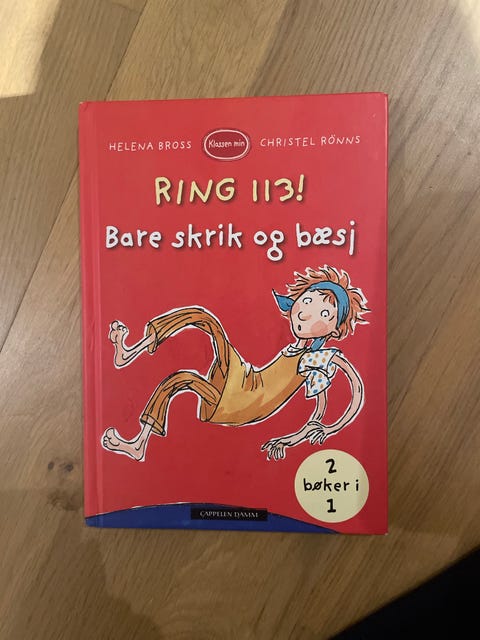 HELENA BROSS Klassen min CHRISTEL RÖNNS
RING 113!
Bare skrik og bæsj
2
bøker i
1
CAPPELEN DAMM